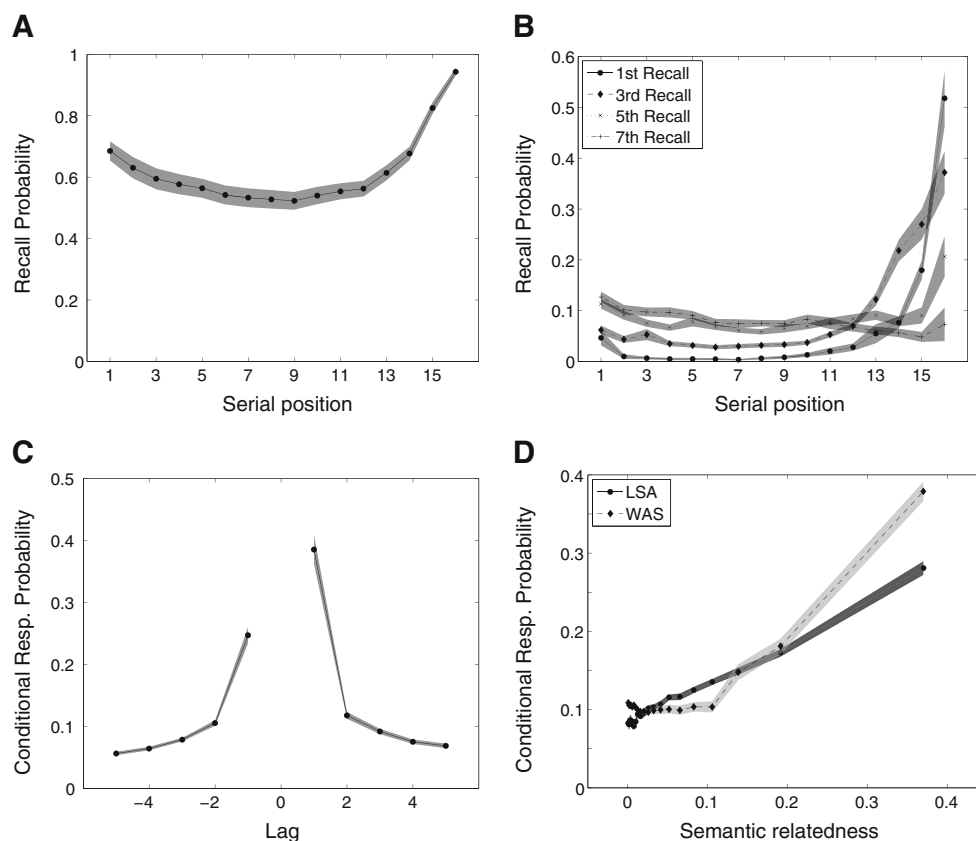 A
1
0.8
0.6
0.4
0.2
0
Recall Probability
1 3 5 7 9 11 13 15
Serial position
B
0.6
0.5
0.4
0.3
0.2
0.1
0
Recall Probability
1st Recall
3rd Recall
5th Recall
7th Recall
1 3 5 7 9 11 13 15
Serial position
C
0.5
0.4
0.3
0.2
0.1
0
Conditional Resp. Probability
−4 −2 0 2 4
Lag
D
0.4
0.3
0.2
0.1
0
Conditional Resp. Probability
LSA
WAS
0 0.1 0.2 0.3 0.4
Semantic relatedness